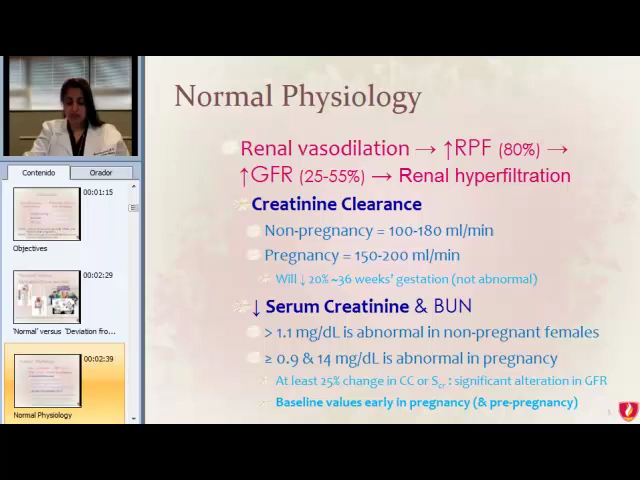 Normal Physiology
Renal vasodilation → ↑RPF (80%) →
↑GFR (25-55%) → Renal hyperfiltration
Creatinine Clearance
Non-pregnancy = 100-180 ml/min
Pregnancy = 150-200 ml/min
Will ↓ 20% ~36 weeks' gestation (not abnormal)
↓ Serum Creatinine & BUN
> 1.1 mg/dL is abnormal in non-pregnant females
≥ 0.9 & 14 mg/dL is abnormal in pregnancy
At least 25% change in CC or Scr : significant alteration in GFR
Baseline values early in pregnancy (& pre-pregnancy)
5
Contenido
Orador
00:01:15
Objectives
00:02:29
'Normal' versus 'Deviation fro...
00:02:39
Normal Physiology